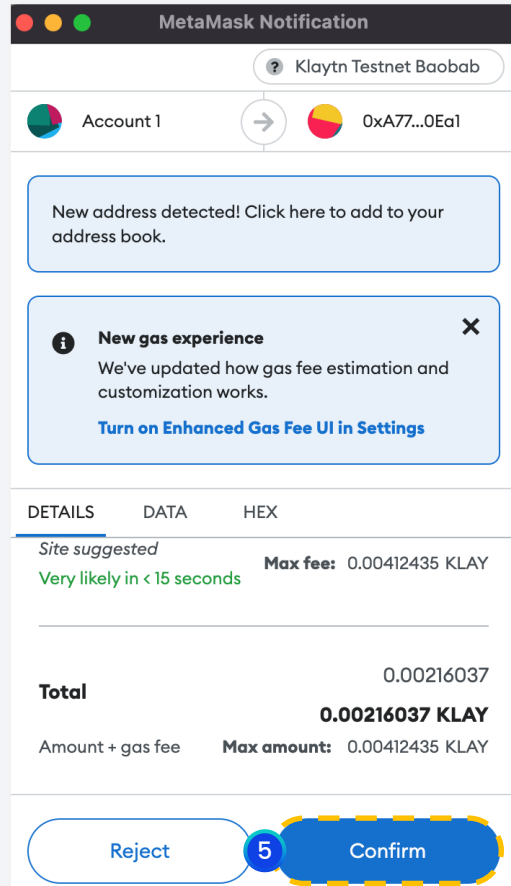 MetaMask Notification
? Klaytn Testnet Baobab
Account 1
0xA77...0Ea1
New address detected! Click here to add to your
address book.
New gas experience
We've updated how gas fee estimation and
customization works.
Turn on Enhanced Gas Fee UI in Settings
DETAILS DATA HEX
Site suggested
Max fee: 0.00412435 KLAY
Very likely in < 15 seconds
0.00216037
Total
0.00216037 KLAY
Amount + gas fee Max amount: 0.00412435 KLAY
Reject 5 Confirm